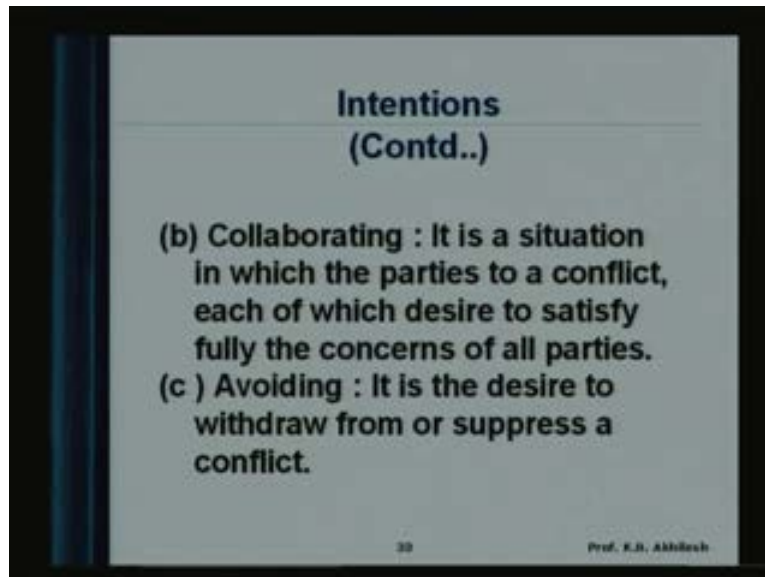 Intentions
(Contd..)
(b) Collaborating : It is a situation
in which the parties to a conflict,
each of which desire to satisfy
fully the concerns of all parties.
(c ) Avoiding : It is the desire to
withdraw from or suppress a
conflict.
Prof. K.B. Akhilesh